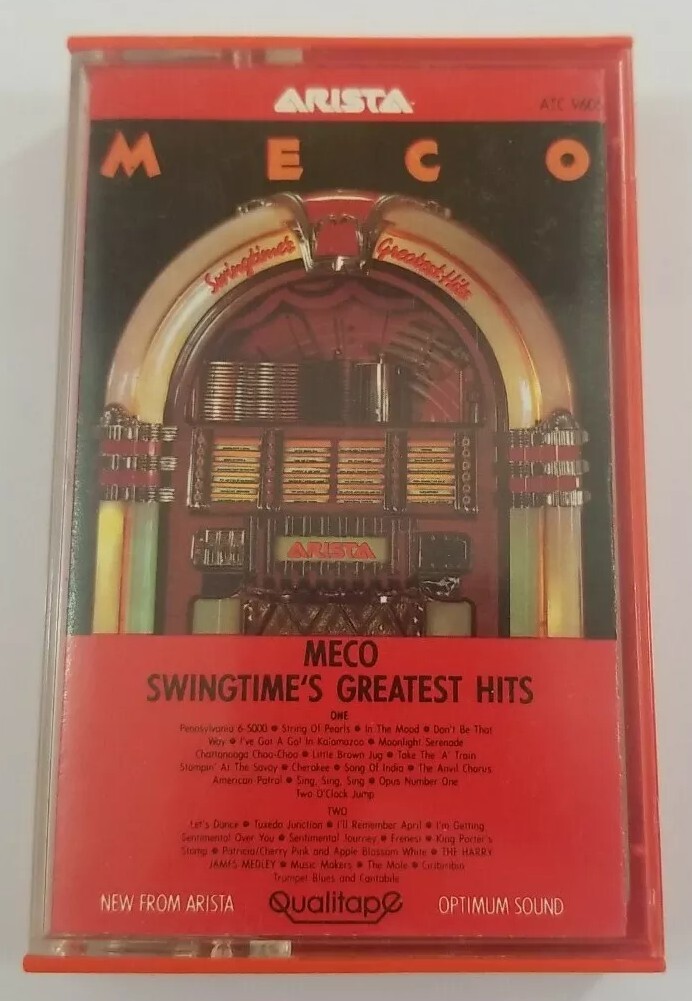 ARISTA
ATC 960
MECO
Swingtime's Greatest Hits
ARISTA
MECO
SWINGTIME'S GREATEST HITS
ONE
Pennsylvania 6-5000 ● String Of Pearls ● In The Mood ● Don't Be That
Way ● I've Got A Gal In Kalamazoo ● Moonlight Serenade
Chattanooga Choo-Choo ● Little Brown Jug ● Take The 'A' Train
Stompin' At The Savoy ● Cherokee ● Song Of India ● The Anvil Chorus
American Patrol ● Sing, Sing, Sing ● Opus Number One
Two O'Clock Jump
TWO
Let's Dance ● Tuxedo Junction ● I'll Remember April ● I'm Getting
Sentimental Over You ● Sentimental Journey ● Frenesi ● King Porter's
Stomp ● Patricia/Cherry Pink and Apple Blossom White ● THE HARRY
JAMES MEDLEY ● Music Makers ● The Mole ● Ciribiribin
Trumpet Blues and Cantabile
NEW FROM ARISTA Qualitape OPTIMUM SOUND